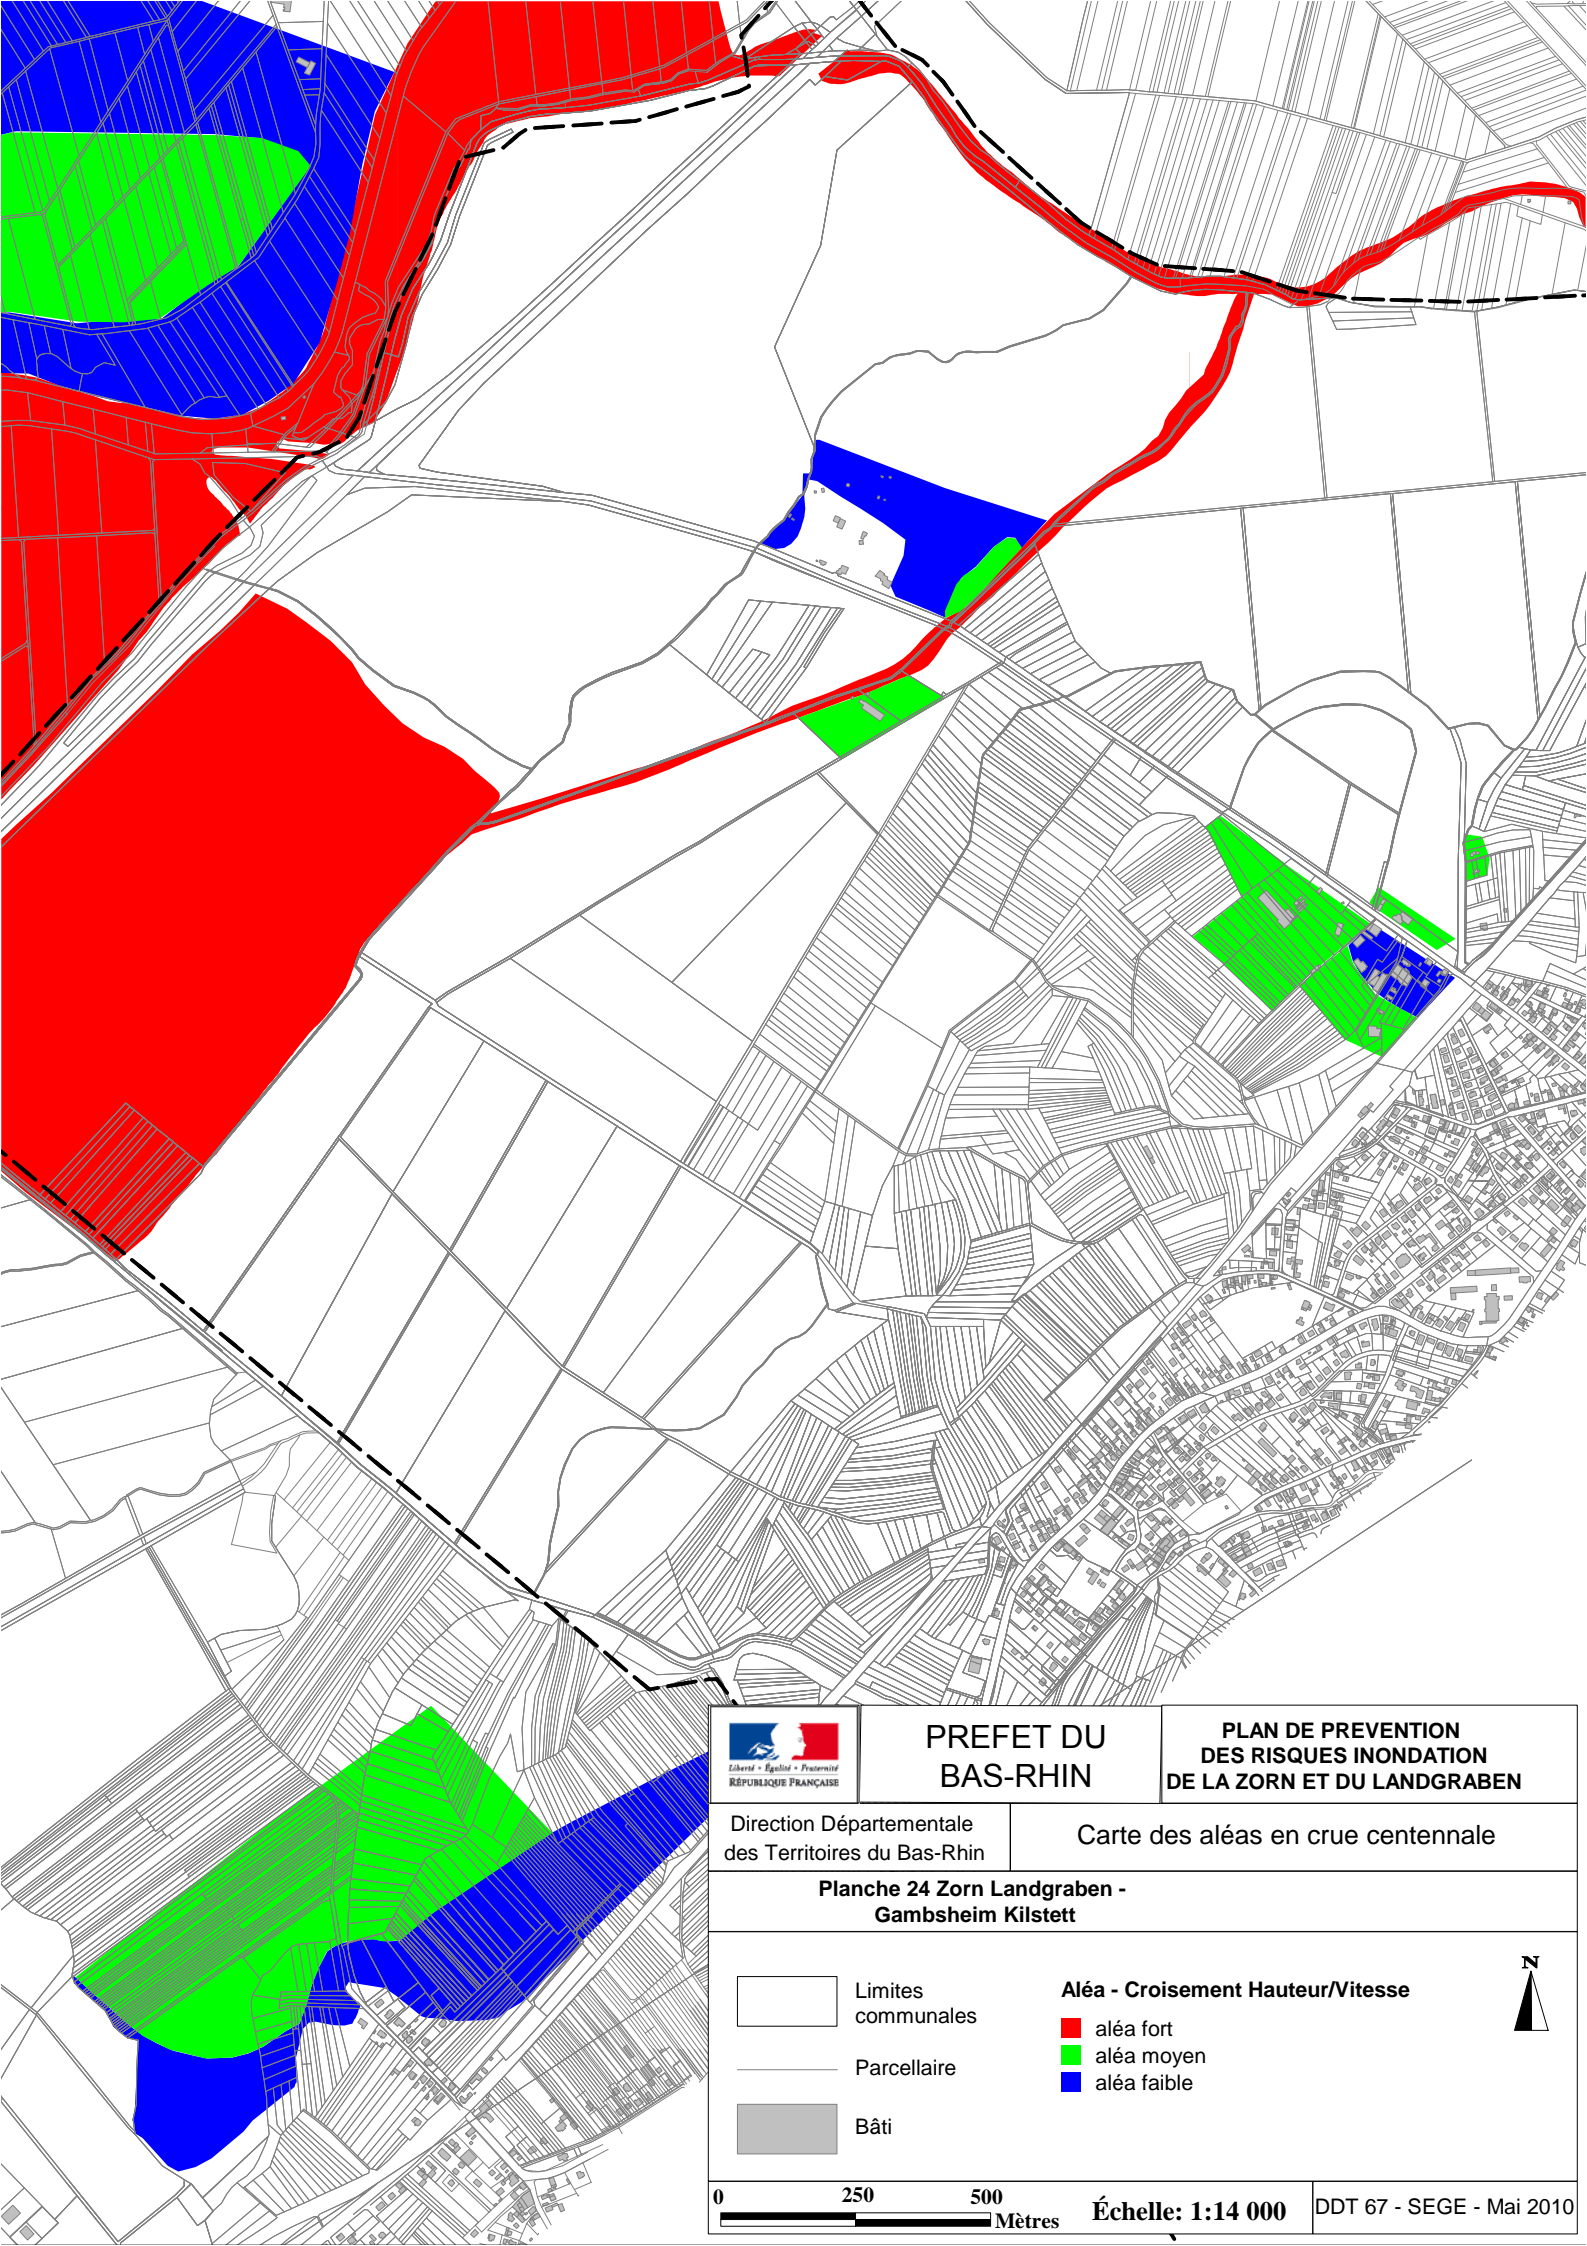 Liberté • Égalité • Fraternité
RÉPUBLIQUE FRANÇAISE
PREFET DU
BAS-RHIN
PLAN DE PREVENTION
DES RISQUES INONDATION
DE LA ZORN ET DU LANDGRABEN
Direction Départementale
des Territoires du Bas-Rhin
Carte des aléas en crue centennale
Planche 24 Zorn Landgraben -
Gambsheim Kilstett
Limites
communales
Parcellaire
Bâti
Aléa - Croisement Hauteur/Vitesse
aléa fort
aléa moyen
aléa faible
N
0 250 500
Mètres
Échelle: 1:14 000
DDT 67 - SEGE - Mai 2010